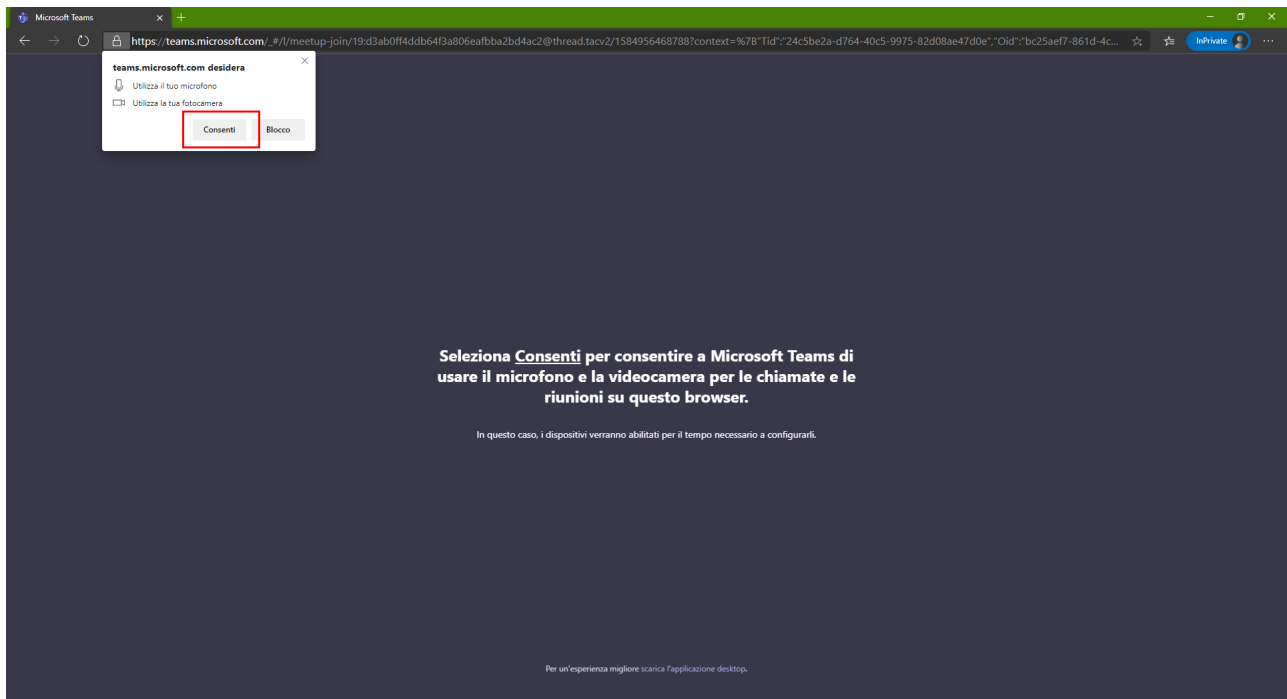 Microsoft Teams
https://teams.microsoft.com/_#/l/meetup-join/19:d3ab0ff4ddb64f3a806eafbba2bd4ac2@thread.tacv2/1584956468788?context=%7B"Tid":"24c5be2a-d764-40c5-9975-82d08ae47d0e","Oid":"bc25aef7-861d-4c...
InPrivate
teams.microsoft.com desidera
Utilizza il tuo microfono
Utilizza la tua fotocamera
Consenti Blocco
Seleziona Consenti per consentire a Microsoft Teams di
usare il microfono e la videocamera per le chiamate e le
riunioni su questo browser.
In questo caso, i dispositivi verranno abilitati per il tempo necessario a configurarli.
Per un'esperienza migliore scarica l'applicazione desktop.